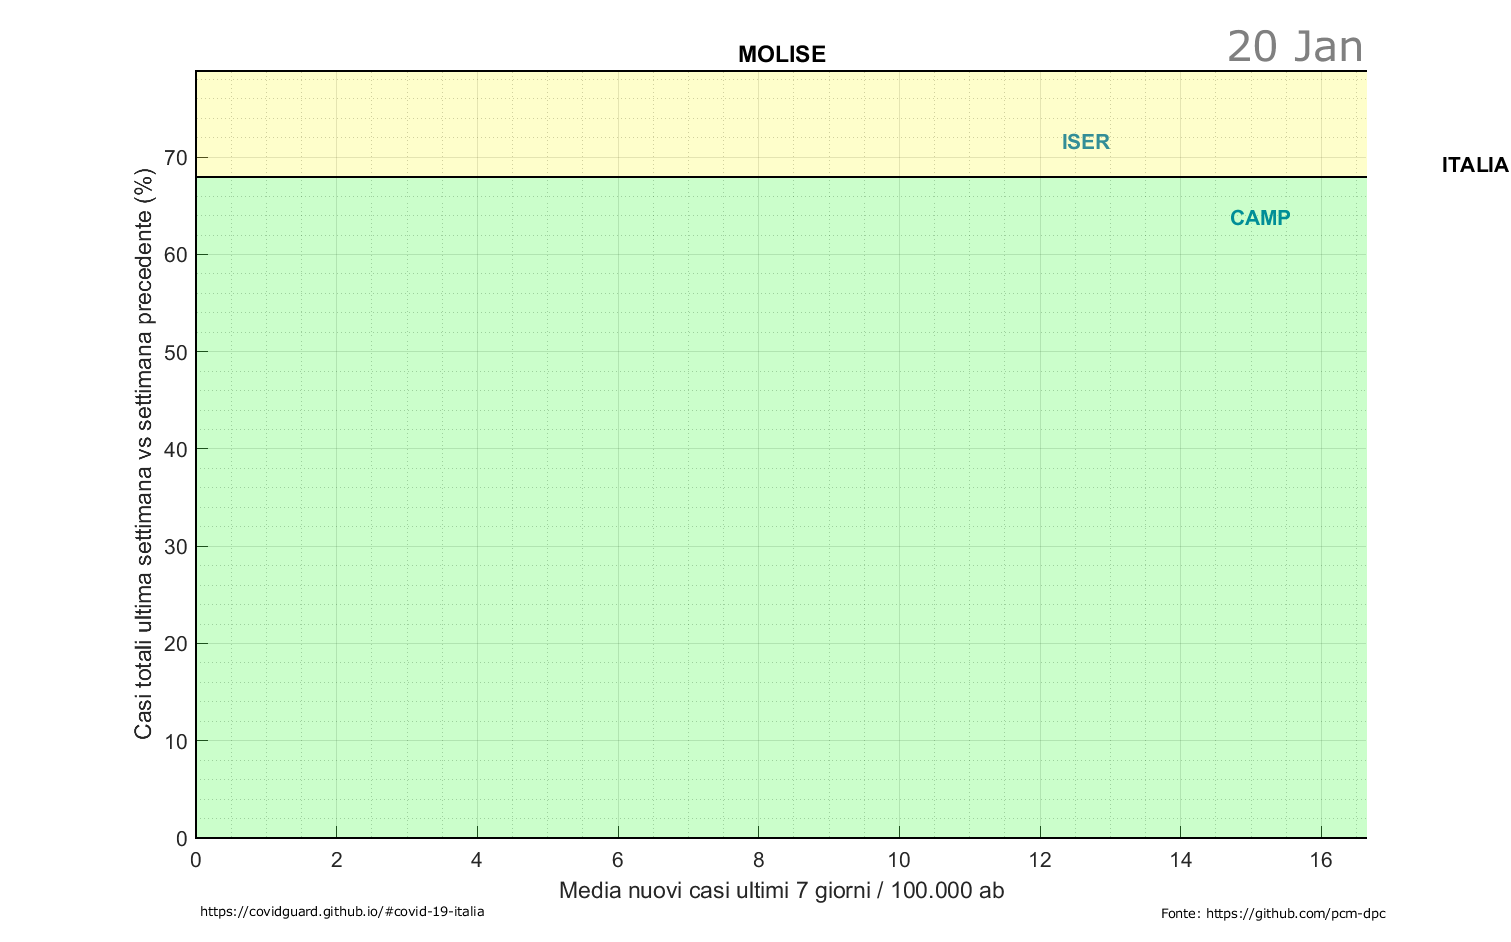 20 Jan
MOLISE
ISER
ITALIA
CAMP
Casi totali ultima settimana vs settimana precedente (%)
70
60
50
40
30
20
10
0
0 2 4 6 8 10 12 14 16
Media nuovi casi ultimi 7 giorni / 100.000 ab
https://covidguard.github.io/#covid-19-italia
Fonte: https://github.com/pcm-dpc